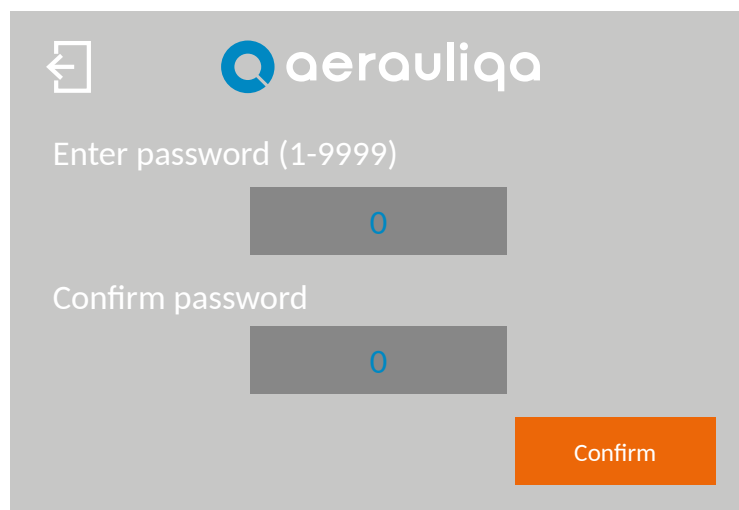 aerauliqa
Enter password (1-9999)
0
Confirm password
0
Confirm